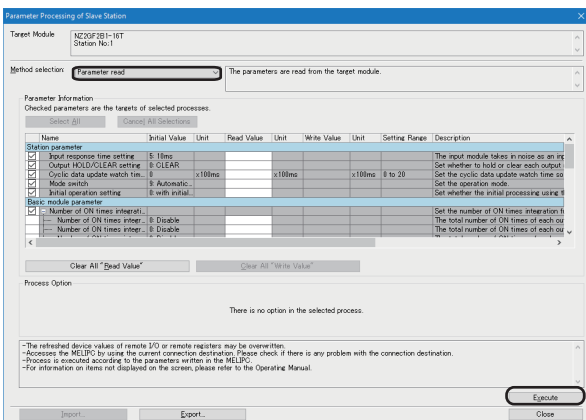 Parameter Processing of Slave Station
Target Module
NZ2GF2B1-16T
Station No:1
Method selection: Parameter read
The parameters are read from the target module.
Parameter Information
Checked parameters are the targets of selected processes.
Select All Cancel All Selections
Name Initial Value Unit Read Value Unit Write Value Unit Setting Range Description
Station parameter
Input response time setting 5: 10ms The input module takes in noise as an inp
Output HOLD/CLEAR setting 0: CLEAR Set whether to hold or clear each output
Cyclic data update watch tim... 0 x100ms x100ms x100ms 0 to 20 Set the cyclic data update watch time so
Mode switch 9: Automatic... Set the operation mode.
Initial operation setting 0: with initial... Set whether the initial processing using t
Basic module parameter
Number of ON times integrati... Set the number of ON times integration f
Number of ON times integr... 0: Disable The total number of ON times of each ou
Number of ON times integr... 0: Disable The total number of ON times of each ou
Clear All "Read Value" Clear All "Write Value"
Process Option
There is no option in the selected process.
-The refreshed device values of remote I/O or remote registers may be overwritten.
-Accesses the MELIPC by using the current connection destination. Please check if there is any problem with the connection destination.
-Process is executed according to the parameters written in the MELIPC.
-For information on items not displayed on the screen, please refer to the Operating Manual.
Execute
Import... Export... Close